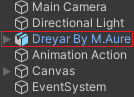 Main Camera
Directional Light
Dreyar By M.Aure
Animation Action
Canvas
EventSystem